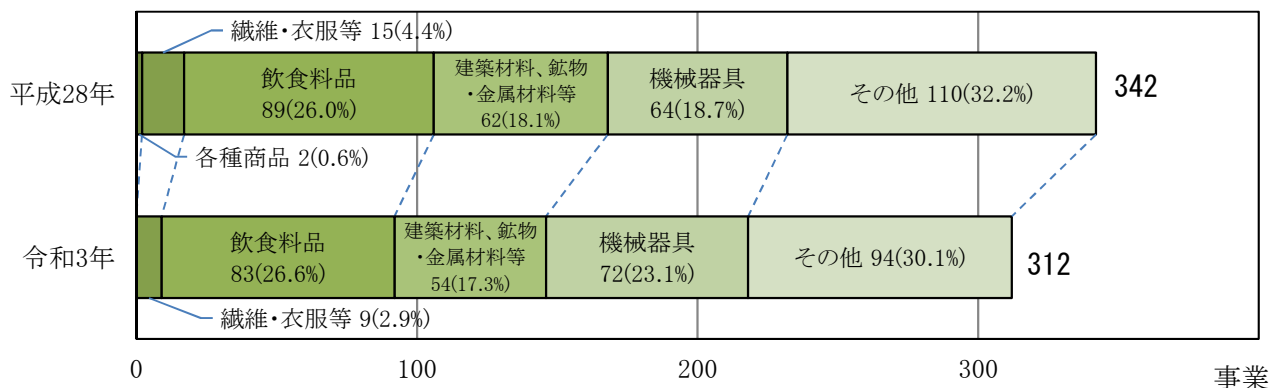 繊維・衣服等 15(4.4%)
平成28年
飲食料品
89(26.0%)
建築材料、鉱物
・金属材料等
62(18.1%)
機械器具
64(18.7%)
その他 110(32.2%)
342
各種商品 2(0.6%)
令和3年
飲食料品
83(26.6%)
建築材料、鉱物
・金属材料等
54(17.3%)
機械器具
72(23.1%)
その他 94(30.1%)
312
繊維・衣服等 9(2.9%)
0 100 200 300
事業